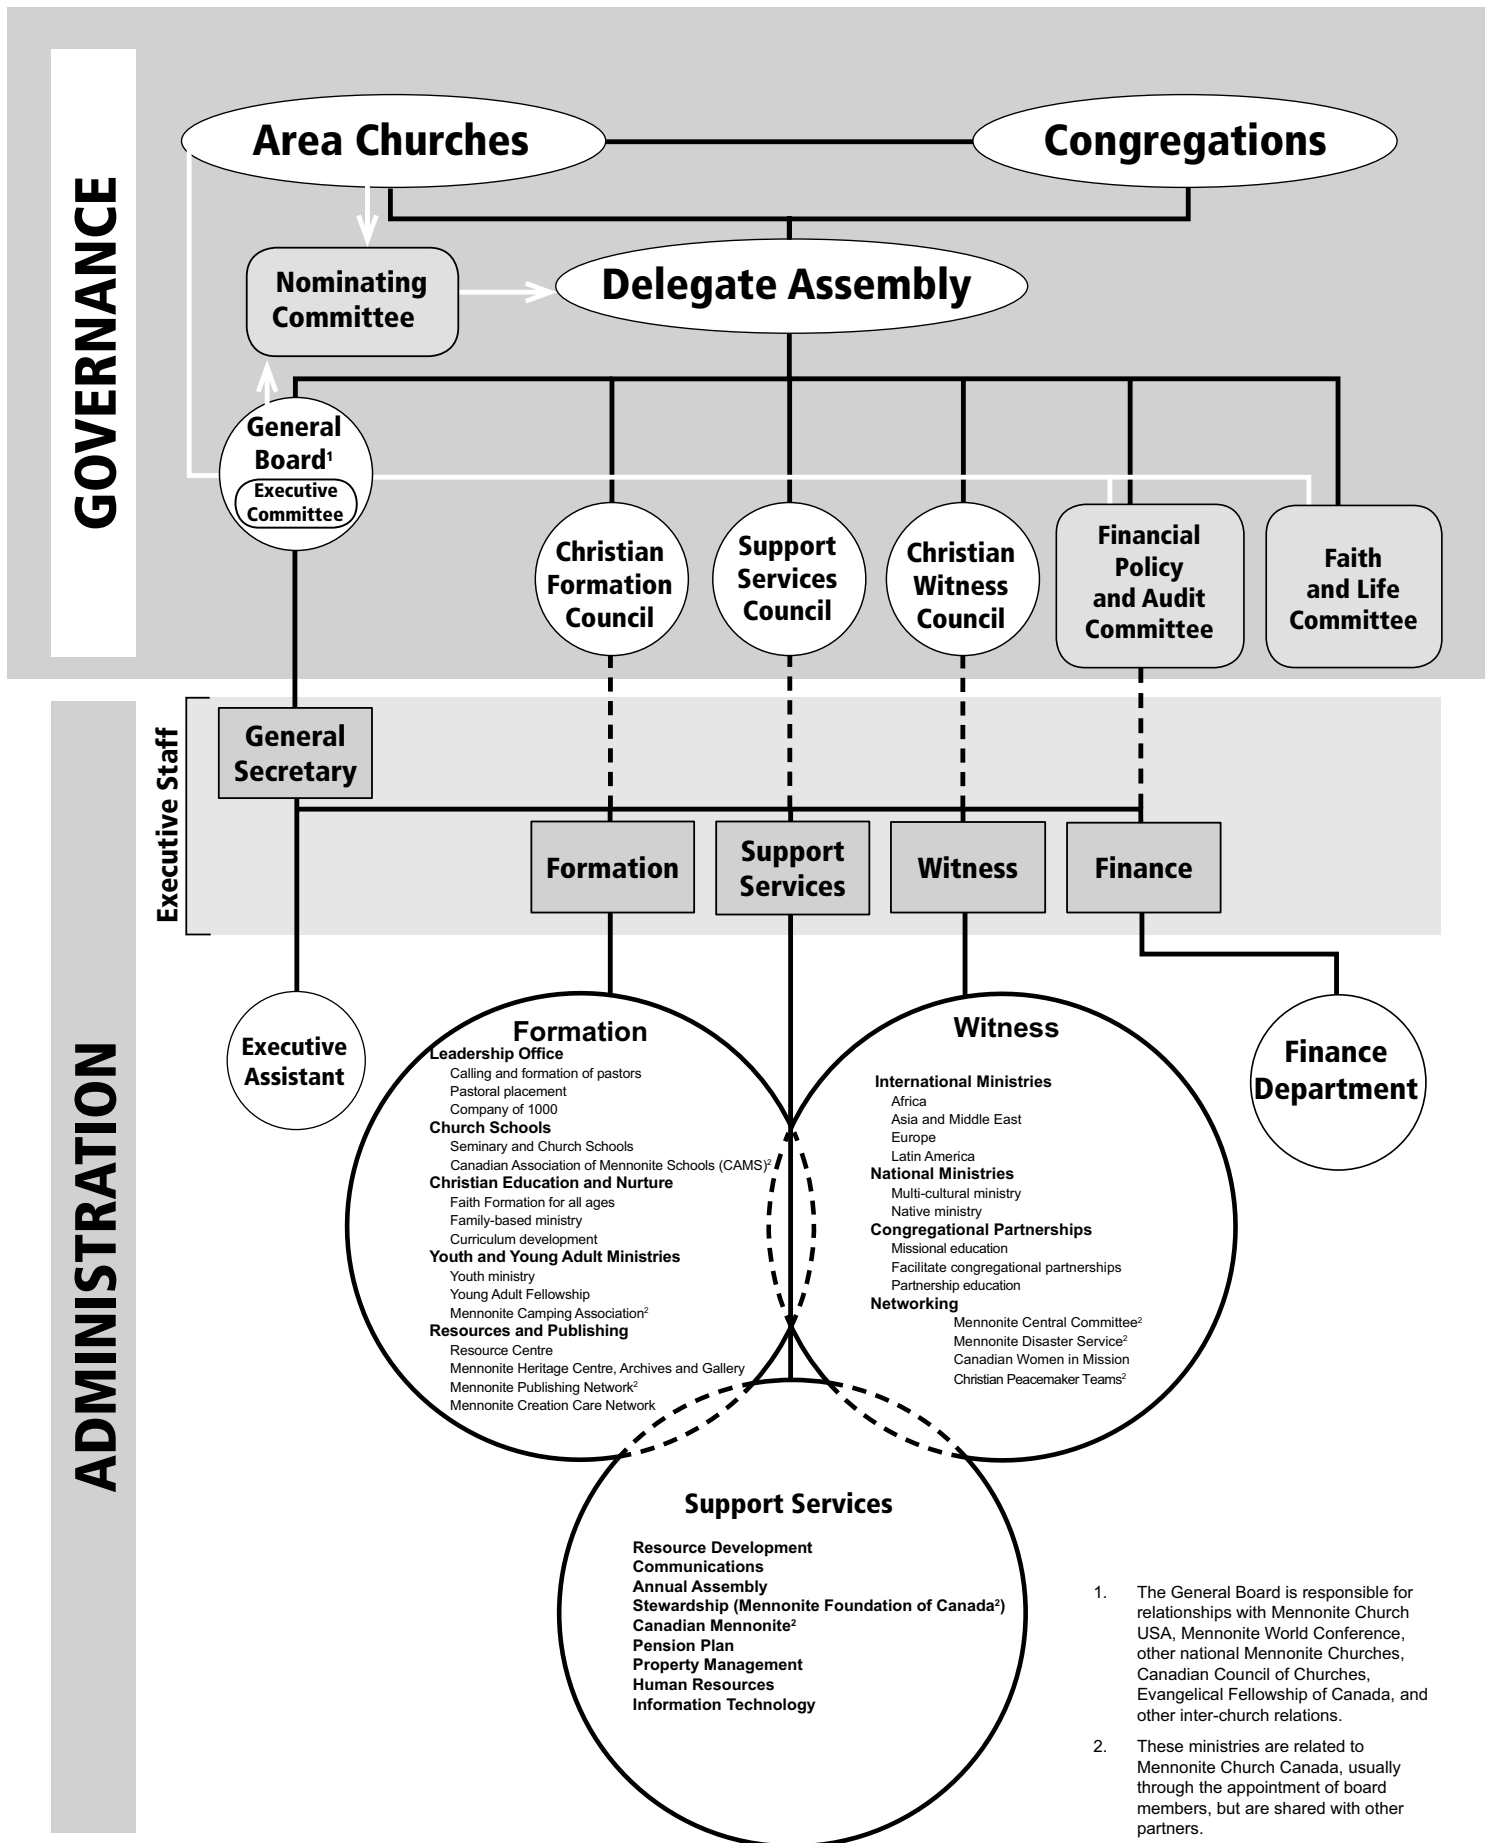 GOVERNANCE
Area Churches
Congregations
Nominating
Committee
Delegate Assembly
General
Board¹
Executive
Committee
Christian
Formation
Council
Support
Services
Council
Christian
Witness
Council
Financial
Policy
and Audit
Committee
Faith
and Life
Committee
ADMINISTRATION
Executive Staff
General
Secretary
Formation
Support
Services
Witness
Finance
Executive
Assistant
Formation
Leadership Office
Calling and formation of pastors
Pastoral placement
Company of 1000
Church Schools
Seminary and Church Schools
Canadian Association of Mennonite Schools (CAMS)²
Christian Education and Nurture
Faith Formation for all ages
Family-based ministry
Curriculum development
Youth and Young Adult Ministries
Youth ministry
Young Adult Fellowship
Mennonite Camping Association²
Resources and Publishing
Resource Centre
Mennonite Heritage Centre, Archives and Gallery
Mennonite Publishing Network²
Mennonite Creation Care Network
Witness
International Ministries
Africa
Asia and Middle East
Europe
Latin America
National Ministries
Multi-cultural ministry
Native ministry
Congregational Partnerships
Missional education
Facilitate congregational partnerships
Partnership education
Networking
Mennonite Central Committee²
Mennonite Disaster Service²
Canadian Women in Mission
Christian Peacemaker Teams²
Finance
Department
Support Services
Resource Development
Communications
Annual Assembly
Stewardship (Mennonite Foundation of Canada²)
Canadian Mennonite²
Pension Plan
Property Management
Human Resources
Information Technology
1. The General Board is responsible for
relationships with Mennonite Church
USA, Mennonite World Conference,
other national Mennonite Churches,
Canadian Council of Churches,
Evangelical Fellowship of Canada, and
other inter-church relations.
2. These ministries are related to
Mennonite Church Canada, usually
through the appointment of board
members, but are shared with other
partners.